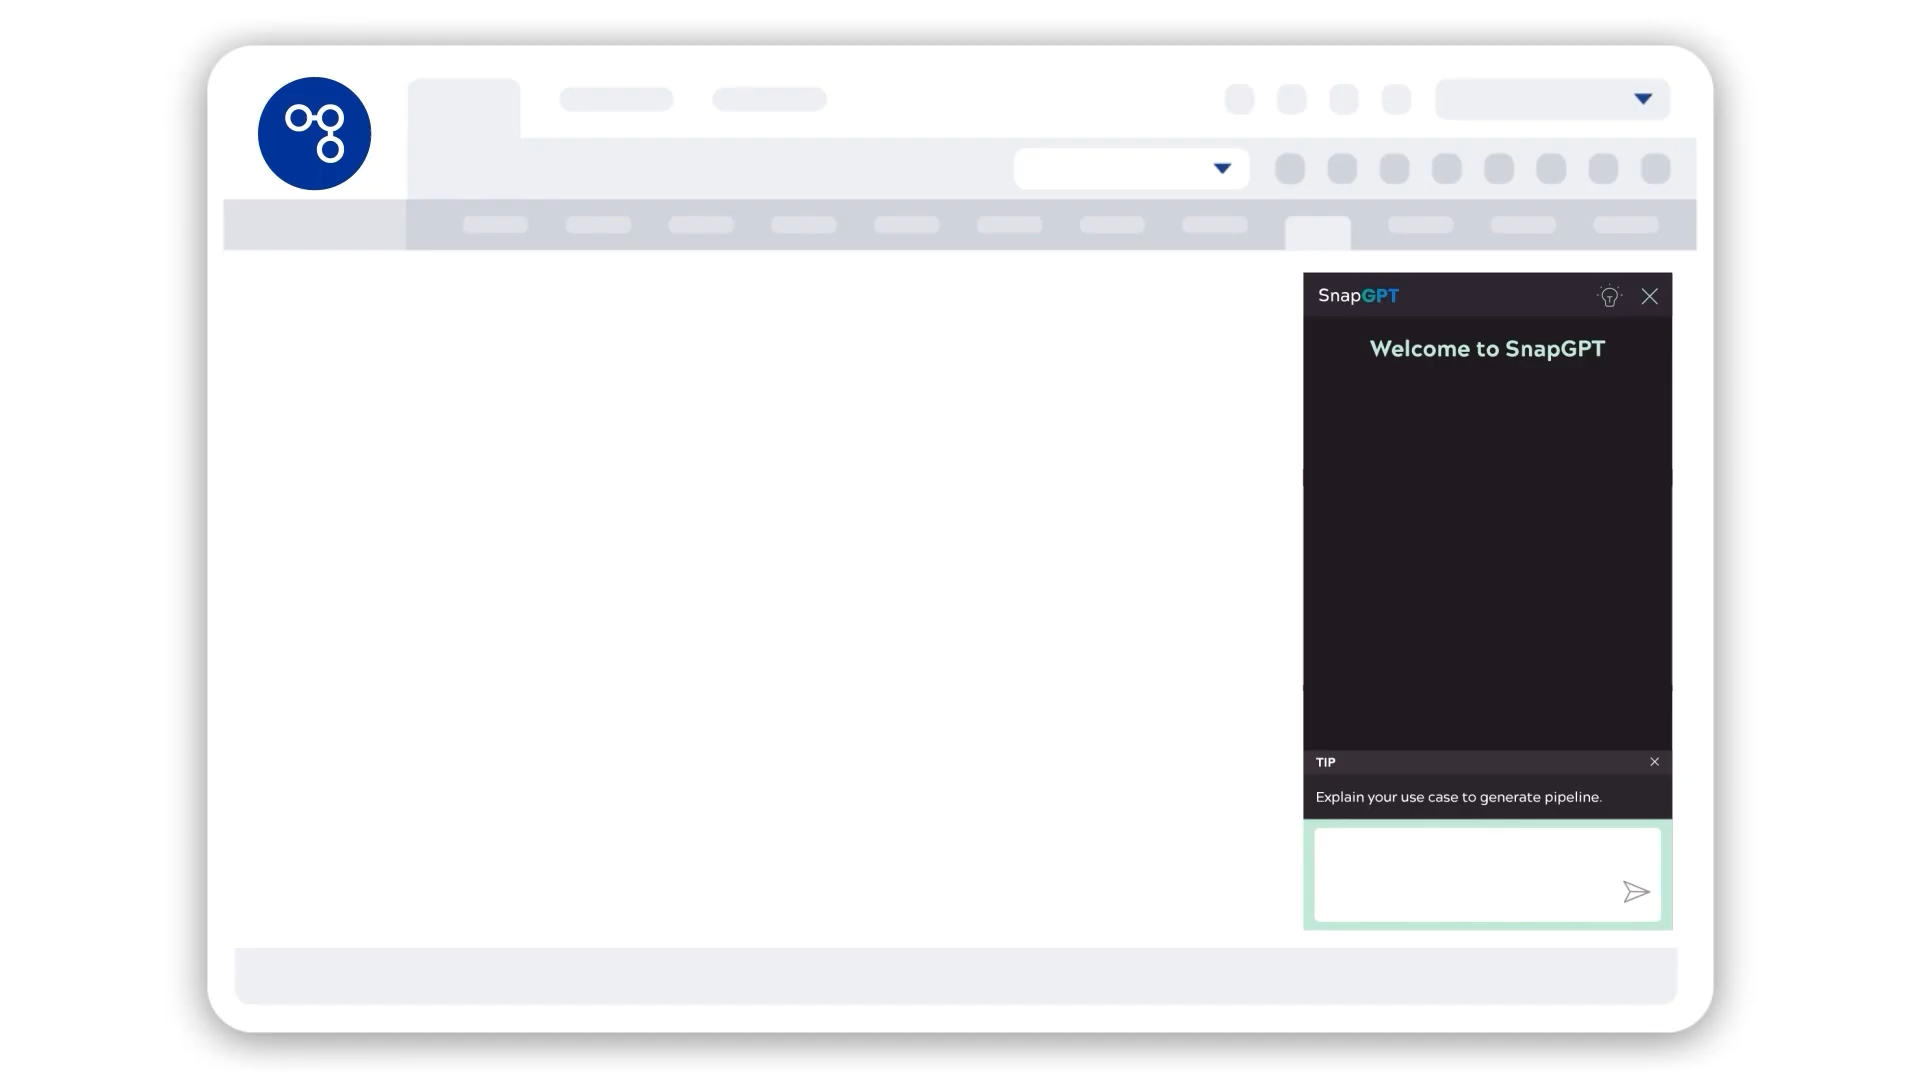 SnapGPT
Welcome to SnapGPT
TIP
Explain your use case to generate pipeline.